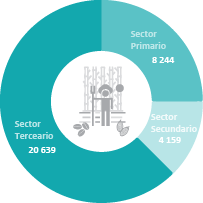 Sector
Primario
8 244
Sector
Secundario
4 159
Sector
Terceario
20 639